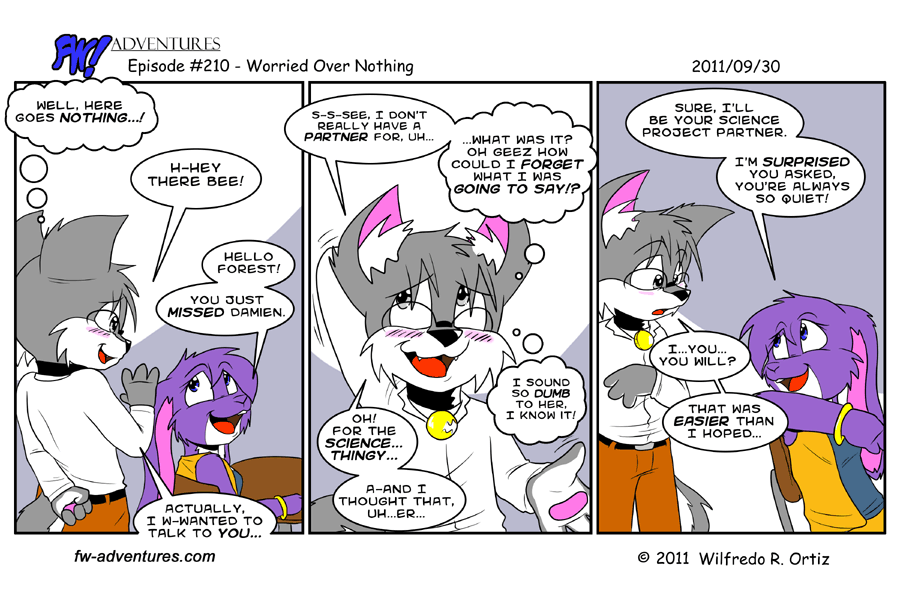 FW! ADVENTURES
Episode #210 - Worried Over Nothing
2011/09/30
WELL, HERE
GOES NOTHING...!
H-HEY
THERE BEE!
HELLO
FOREST!
YOU JUST
MISSED DAMIEN.
ACTUALLY,
I W-WANTED TO
TALK TO YOU...
S-S-SEE, I DON'T
REALLY HAVE A
PARTNER FOR, UH...
...WHAT WAS IT?
OH GEEZ HOW
COULD I FORGET
WHAT I WAS
GOING TO SAY!?
OH!
FOR THE
SCIENCE...
THINGY...
I SOUND
SO DUMB
TO HER,
I KNOW IT!
A-AND I
THOUGHT THAT,
UH...ER...
SURE, I'LL
BE YOUR SCIENCE
PROJECT PARTNER.
I'M SURPRISED
YOU ASKED,
YOU'RE ALWAYS
SO QUIET!
I...YOU...
YOU WILL?
THAT WAS
EASIER THAN
I HOPED...
fw-adventures.com
© 2011 Wilfredo R. Ortiz